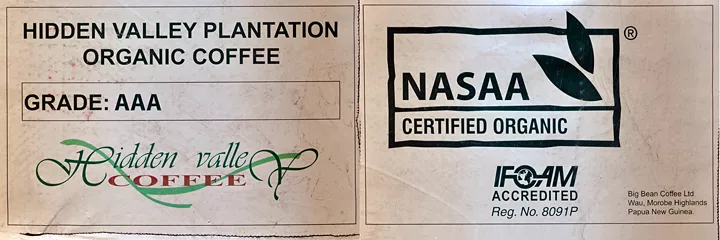 HIDDEN VALLEY PLANTATION
ORGANIC COFFEE
GRADE: AAA
Hidden valleY
COFFEE
®
NASAA
CERTIFIED ORGANIC
IFOAM
ACCREDITED
Reg. No. 8091P
Big Bean Coffee Ltd
Wau, Morobe Highlands
Papua New Guinea.